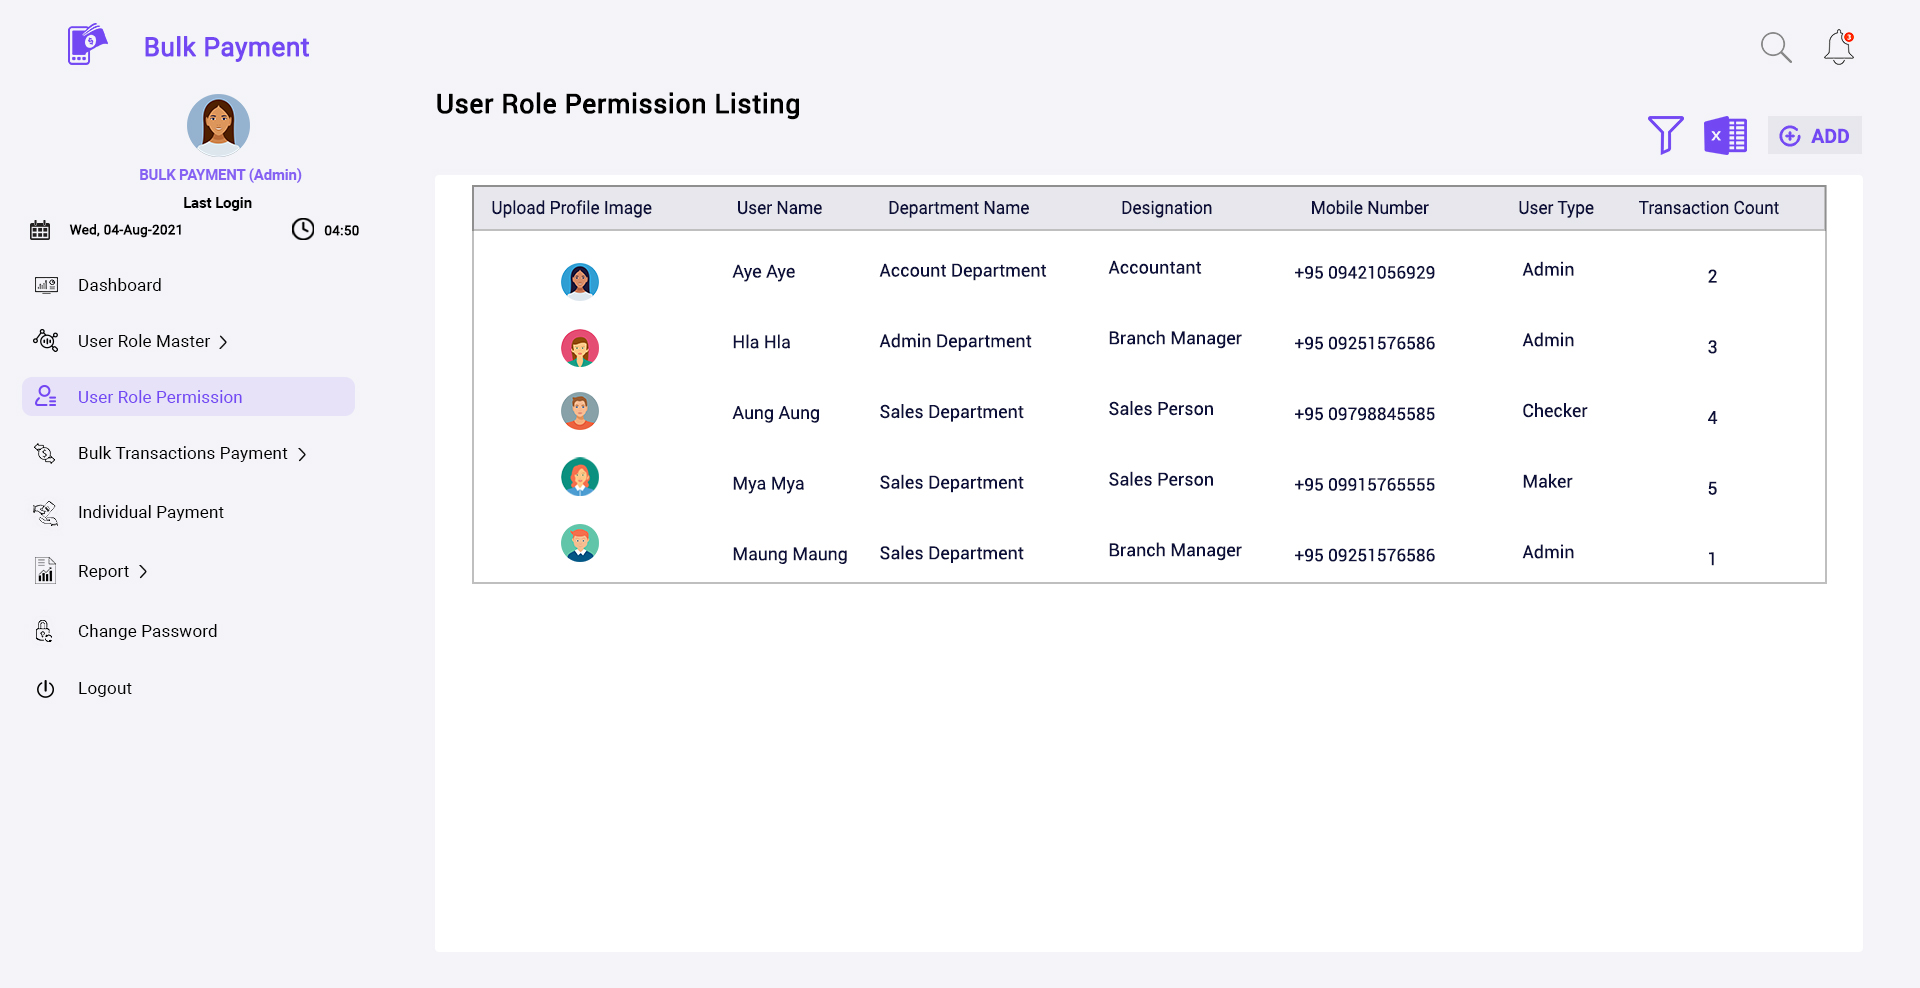 Bulk Payment
3
BULK PAYMENT (Admin)
Last Login
Wed, 04-Aug-2021 04:50
Dashboard
User Role Master
User Role Permission
Bulk Transactions Payment
Individual Payment
Report
Change Password
Logout
User Role Permission Listing
X
ADD
Upload Profile Image User Name Department Name Designation Mobile Number User Type Transaction Count
Aye Aye Account Department Accountant +95 09421056929 Admin 2
Hla Hla Admin Department Branch Manager +95 09251576586 Admin 3
Aung Aung Sales Department Sales Person +95 09798845585 Checker 4
Mya Mya Sales Department Sales Person +95 09915765555 Maker 5
Maung Maung Sales Department Branch Manager +95 09251576586 Admin 1